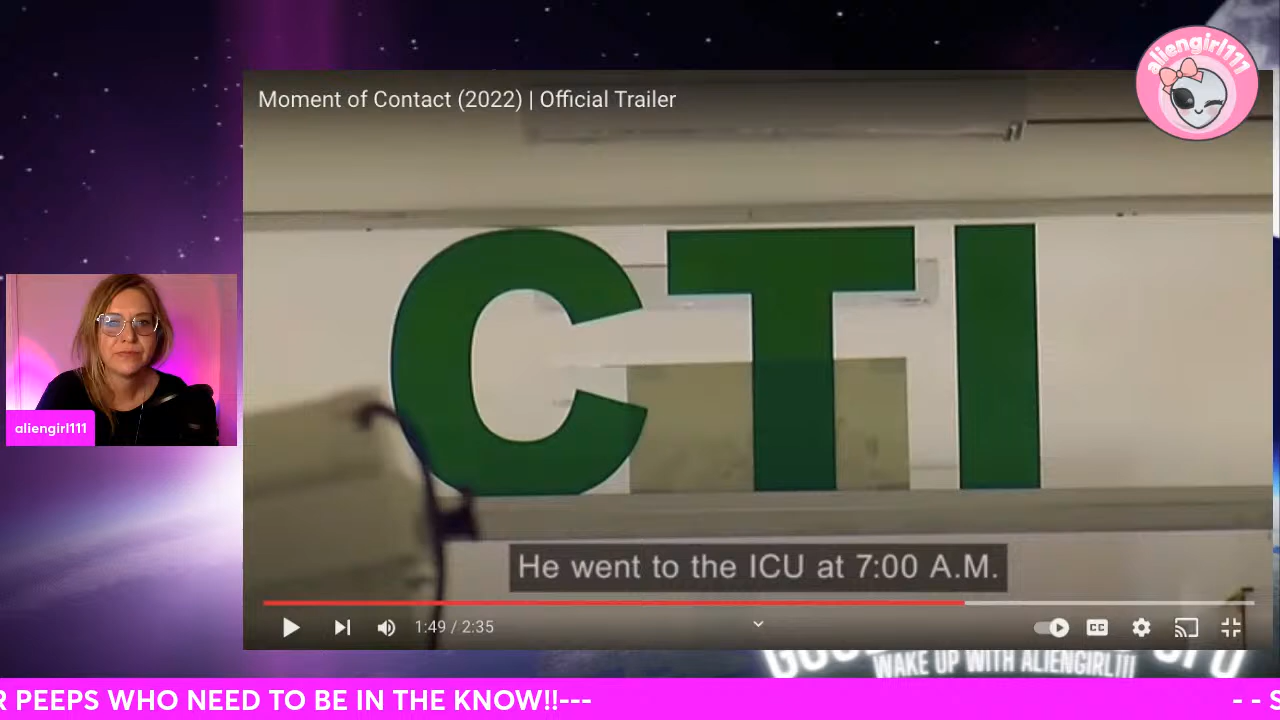 aliengirl111
Moment of Contact (2022) | Official Trailer
CTI
aliengirl111
He went to the ICU at 7:00 A.M.
1:49 / 2:35
CC
WAKE UP WITH ALIENGIRL111
PEEPS WHO NEED TO BE IN THE KNOW!!---
- - S